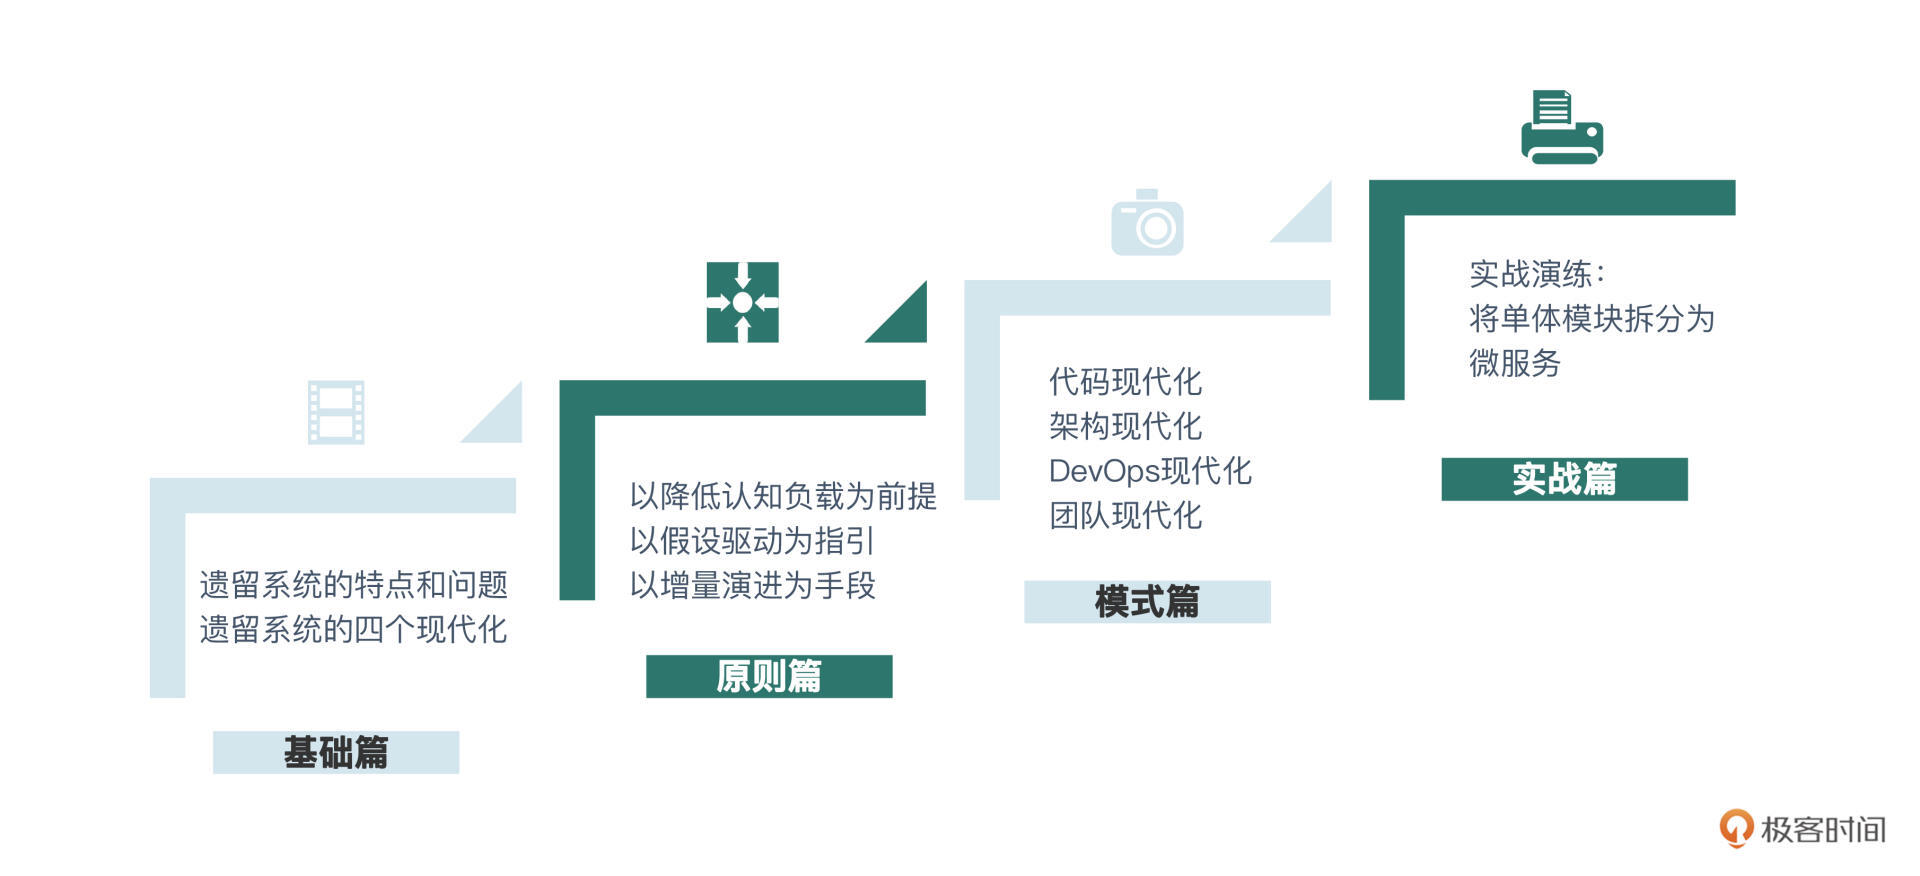 遗留系统的特点和问题
遗留系统的四个现代化
基础篇
以降低认知负载为前提
以假设驱动为指引
以增量演进为手段
原则篇
代码现代化
架构现代化
DevOps现代化
团队现代化
模式篇
实战演练：
将单体模块拆分为
微服务
实战篇
极客时间